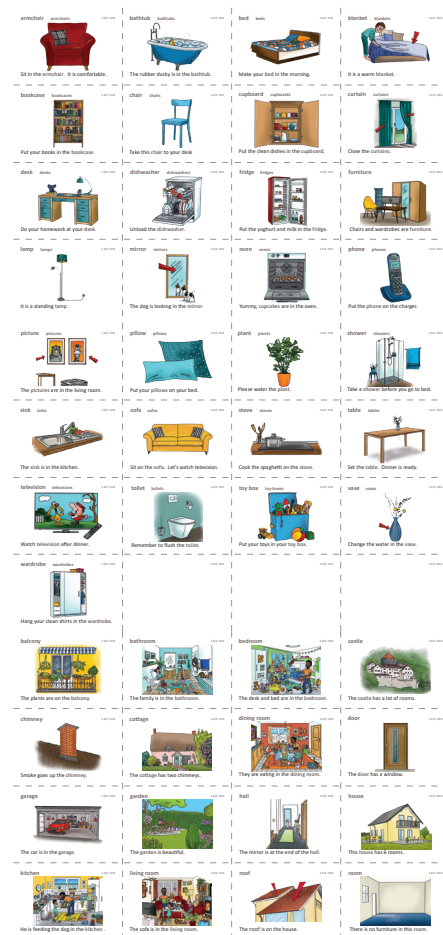 armchair armchairs
Sit in the armchair. It is comfortable.
bathtub bathtubs
The rubber ducky is in the bathtub.
bed beds
Make your bed in the morning.
blanket blankets
It is a warm blanket.
bookcase bookcases
Put your books in the bookcase.
chair chairs
Take this chair to your desk
cupboard cupboards
Put the clean dishes in the cupboard.
curtain curtains
Close the curtains.
desk desks
Do your homework at your desk.
dishwasher dishwashers
Unload the dishwasher.
fridge fridges
Put the yoghurt and milk in the fridge.
furniture
Chairs and wardrobes are furniture.
lamp lamps
It is a standing lamp.
mirror mirrors
The dog is looking in the mirror.
oven ovens
Yummy, cupcakes are in the oven.
phone phones
Put the phone on the charger.
picture pictures
The pictures are in the living room.
pillow pillows
Put your pillows on your bed.
plant plants
Please water the plant.
shower showers
Take a shower before you go to bed.
sink sinks
The sink is in the kitchen.
sofa sofas
Sit on the sofa. Let's watch television.
stove stoves
Cook the spaghetti on the stove.
table tables
Set the table. Dinner is ready.
television televisions
Watch television after dinner.
toilet toilets
Remember to flush the toilet.
toy box toy boxes
Put your toys in your toy box.
vase vases
Change the water in the vase.
wardrobe wardrobes
Hang your clean shirts in the wardrobe.
balcony
The plants are on the balcony.
bathroom
The family is in the bathroom.
bedroom
The desk and bed are in the bedroom.
castle
The castle has a lot of rooms.
chimney
Smoke goes up the chimney.
cottage
The cottage has two chimneys.
dining room
They are eating in the dining room.
door
The door has a window.
garage
The car is in the garage.
garden
The garden is beautiful.
hall
The mirror is at the end of the hall.
house
This house has 6 rooms.
kitchen
He is feeding the dog in the kitchen .
living room
The sofa is in the living room.
roof
The roof is on the house.
room
There is no furniture in this room.